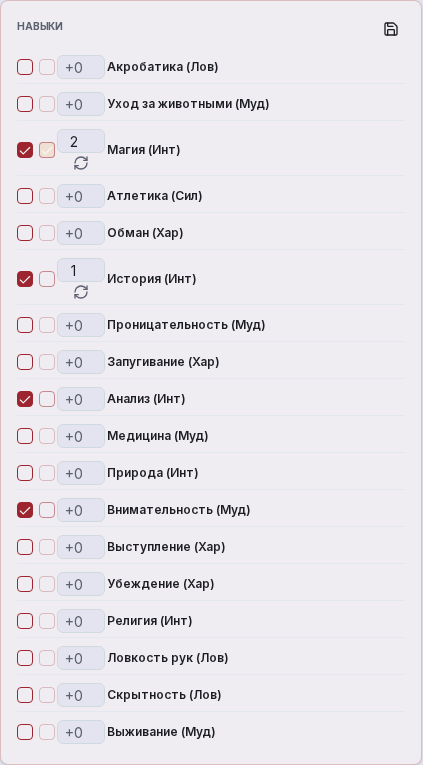 НАВЫКИ
+0 Акробатика (Лов)
+0 Уход за животными (Муд)
2 Магия (Инт)
+0 Атлетика (Сил)
+0 Обман (Хар)
1 История (Инт)
+0 Проницательность (Муд)
+0 Запугивание (Хар)
+0 Анализ (Инт)
+0 Медицина (Муд)
+0 Природа (Инт)
+0 Внимательность (Муд)
+0 Выступление (Хар)
+0 Убеждение (Хар)
+0 Религия (Инт)
+0 Ловкость рук (Лов)
+0 Скрытность (Лов)
+0 Выживание (Муд)